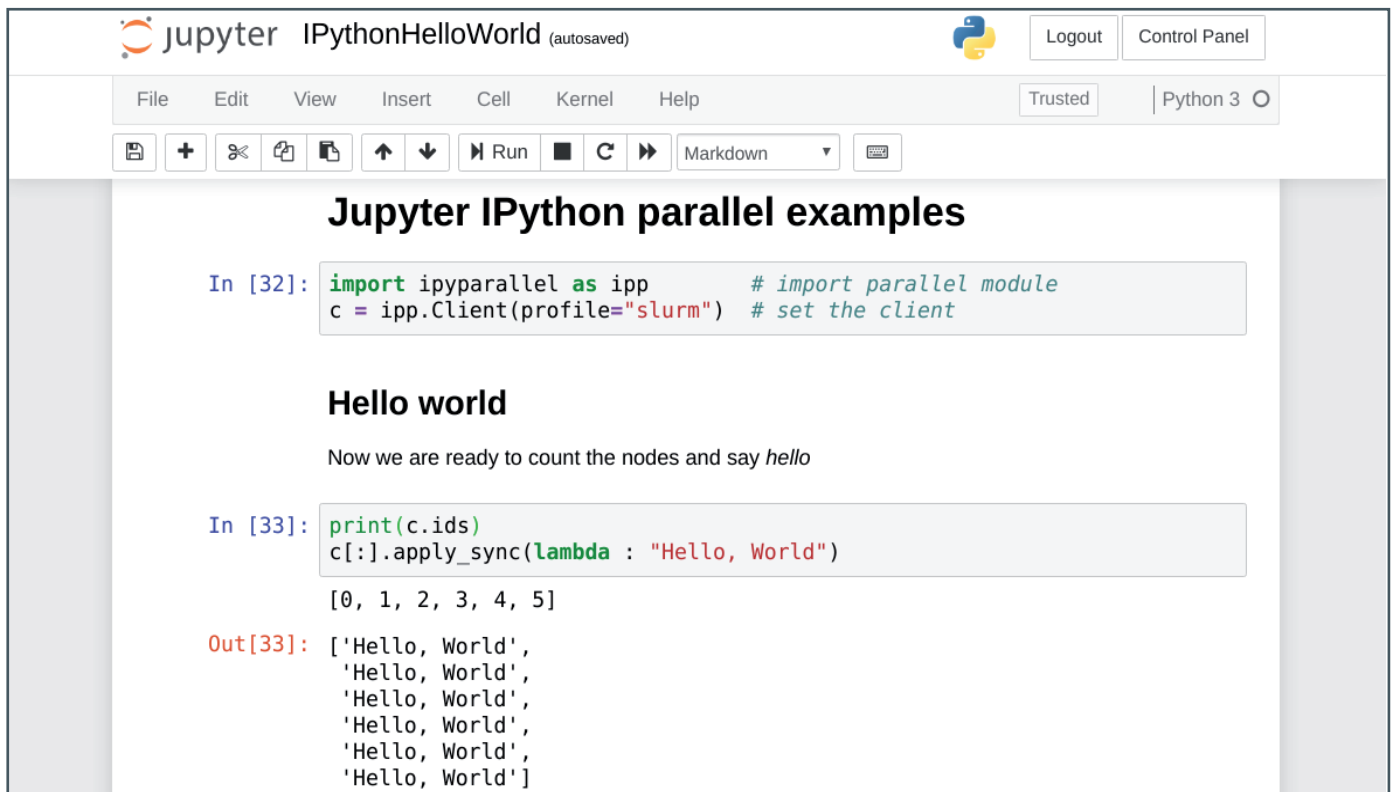 jupyter IPythonHelloWorld (autosaved) Logout Control Panel
File Edit View Insert Cell Kernel Help Trusted Python 3
Run Markdown
Jupyter IPython parallel examples
In [32]: import ipyparallel as ipp        # import parallel module
c = ipp.Client(profile="slurm")  # set the client
Hello world
Now we are ready to count the nodes and say hello
In [33]: print(c.ids)
c[:].apply_sync(lambda : "Hello, World")
[0, 1, 2, 3, 4, 5]
Out[33]: ['Hello, World',
'Hello, World',
'Hello, World',
'Hello, World',
'Hello, World',
'Hello, World']